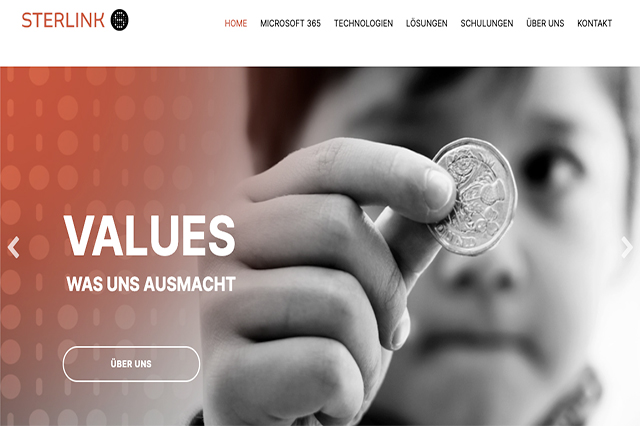 STERLINK
HOME MICROSOFT 365 TECHNOLOGIEN LÖSUNGEN SCHULUNGEN ÜBER UNS KONTAKT
VALUES
WAS UNS AUSMACHT
ÜBER UNS